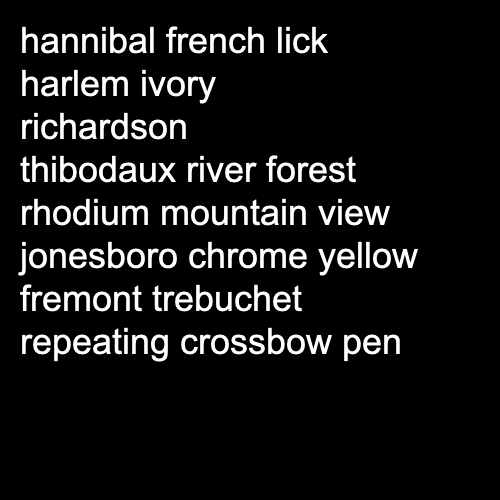 hannibal french lick
harlem ivory
richardson
thibodaux river forest
rhodium mountain view
jonesboro chrome yellow
fremont trebuchet
repeating crossbow pen